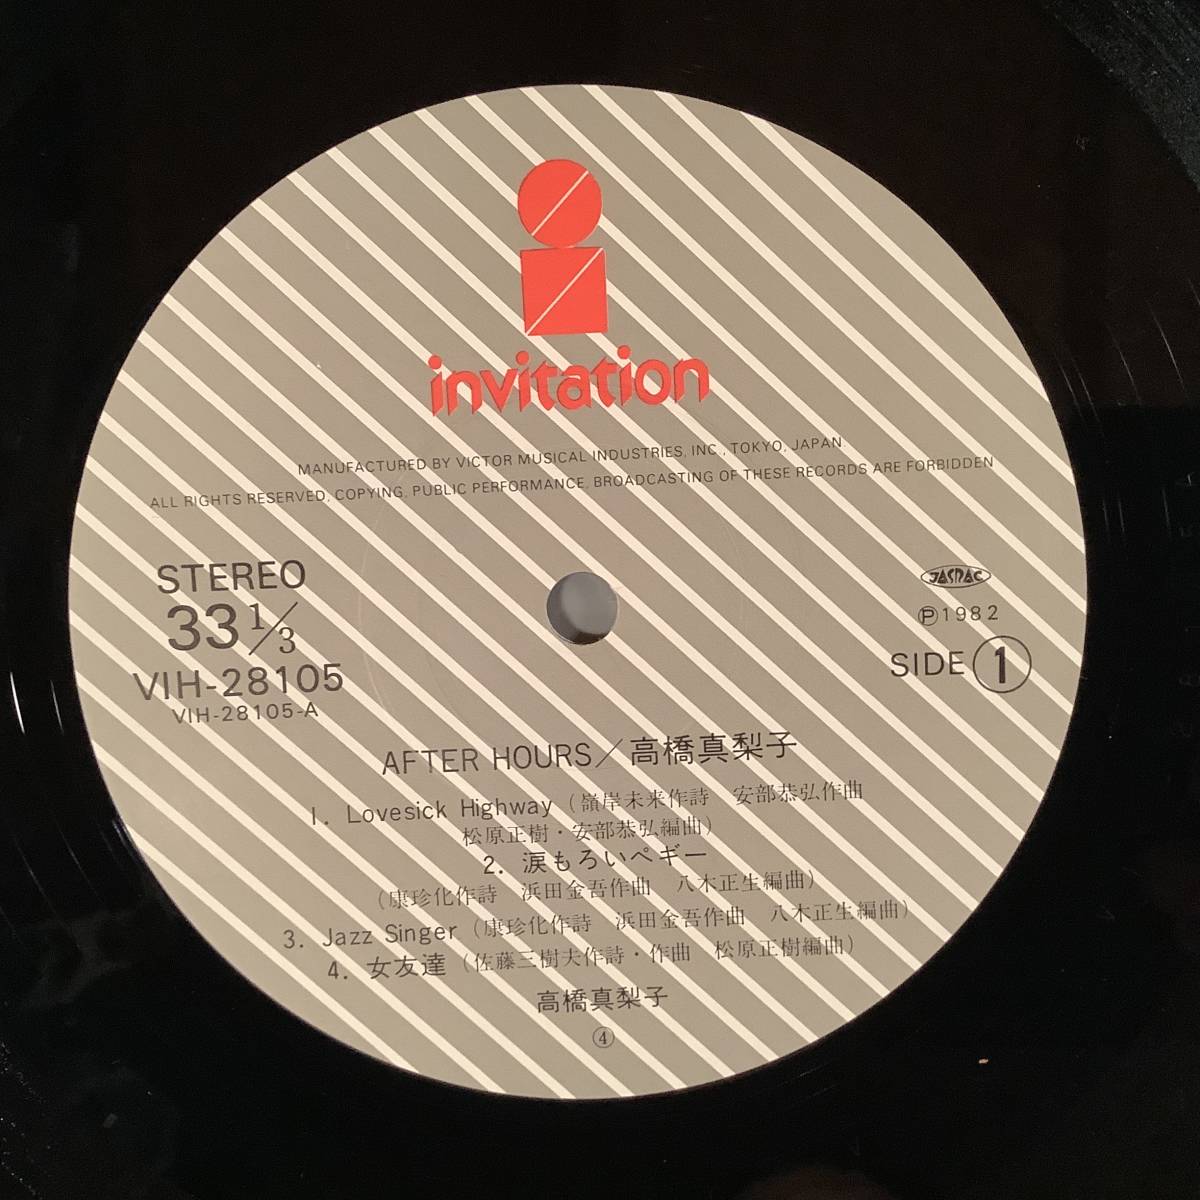 invitation
MANUFACTURED BY VICTOR MUSICAL INDUSTRIES, INC., TOKYO, JAPAN
ALL RIGHTS RESERVED, COPYING, PUBLIC PERFORMANCE, BROADCASTING OF THESE RECORDS ARE FORBIDDEN
STEREO
33 1/3
VIH-28105
VIH-28105-A
JASRAC
Ⓟ1982
SIDE ①
AFTER HOURS／高橋真梨子
1. Lovesick Highway（嶺岸未来作詩　安部恭弘作曲
松原正樹・安部恭弘編曲）
2. 涙もろいペギー
（康珍化作詩　浜田金吾作曲　八木正生編曲）
3. Jazz Singer（康珍化作詩　浜田金吾作曲　八木正生編曲）
4. 女友達（佐藤三樹夫作詩・作曲　松原正樹編曲）
高橋真梨子
④